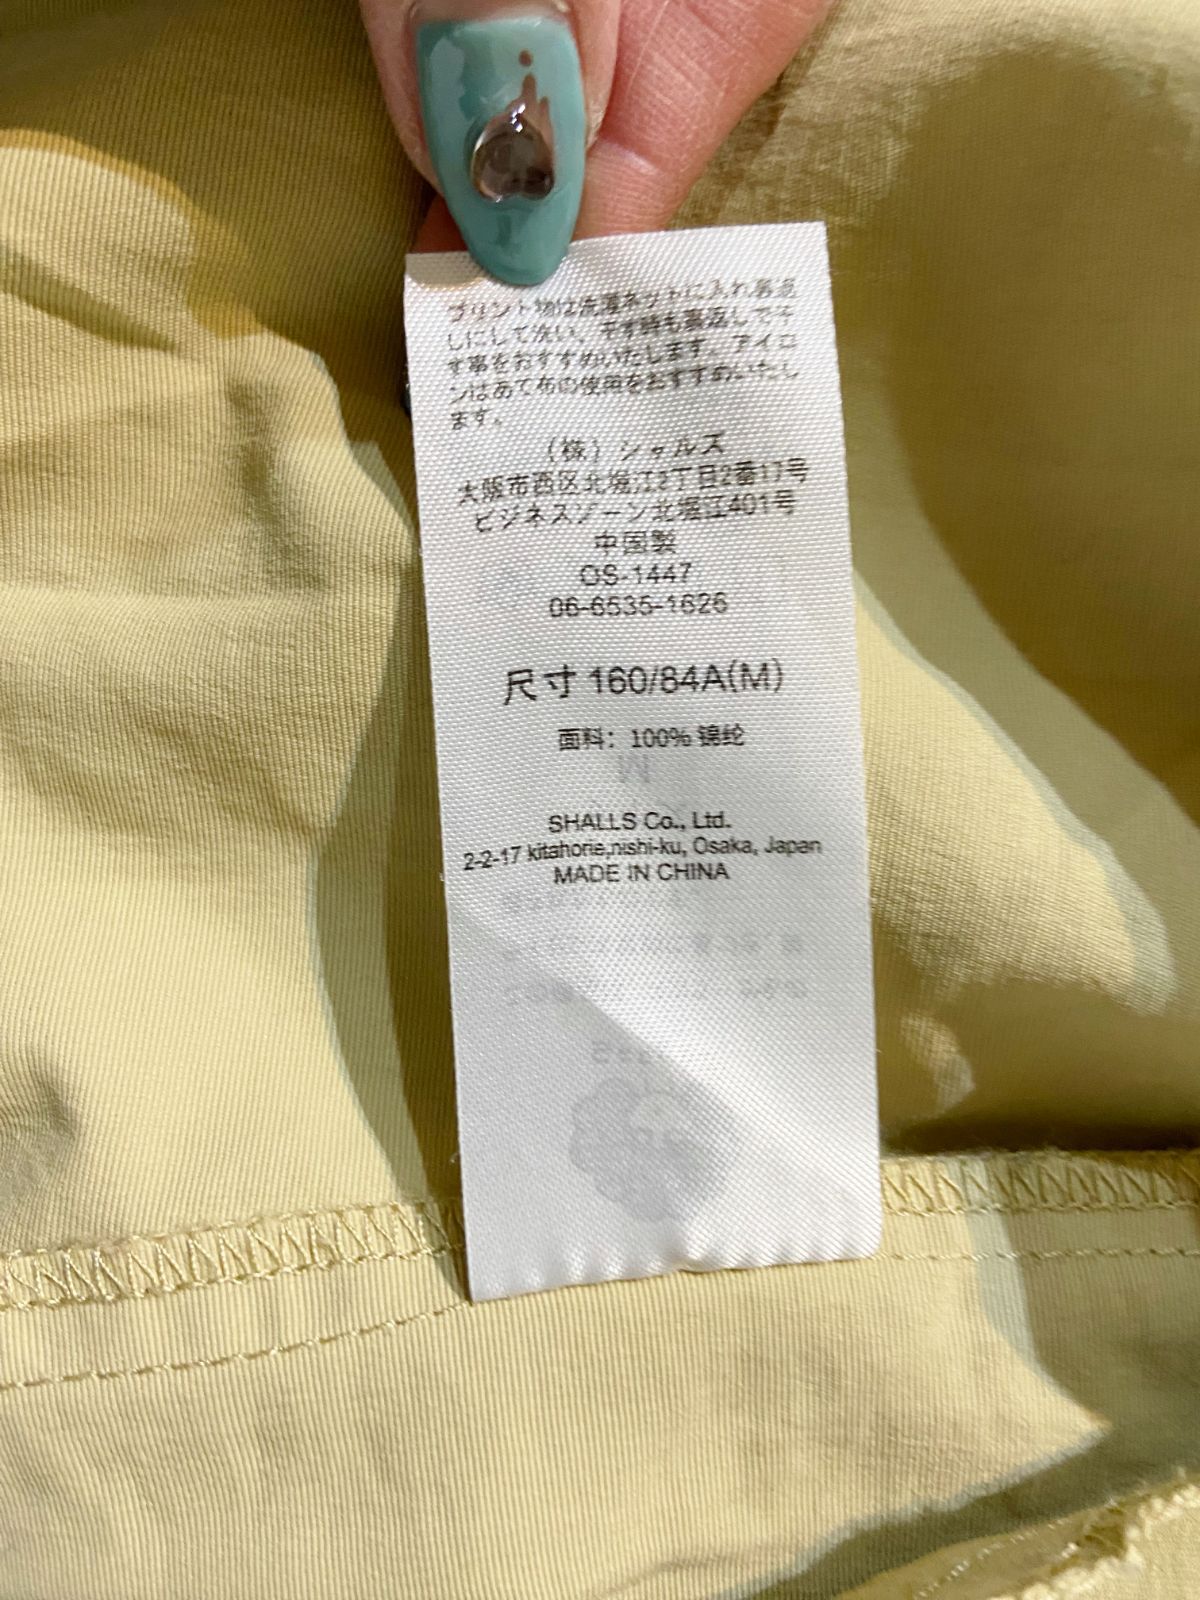 プリント物は洗濯ネットに入れ裏返
しにして洗い、干す時も裏返しで干
す事をおすすめいたします。アイロ
ンはあて布の使用をおすすめいたし
ます。
(株)シャルズ
大阪市西区北堀江2丁目2番17号
ビジネスゾーン北堀江401号
中国製
OS-1447
06-6535-1626
尺寸 160/84A(M)
面料：100% 锦纶
SHALLS Co., Ltd.
2-2-17 kitahorie,nishi-ku, Osaka, Japan
MADE IN CHINA